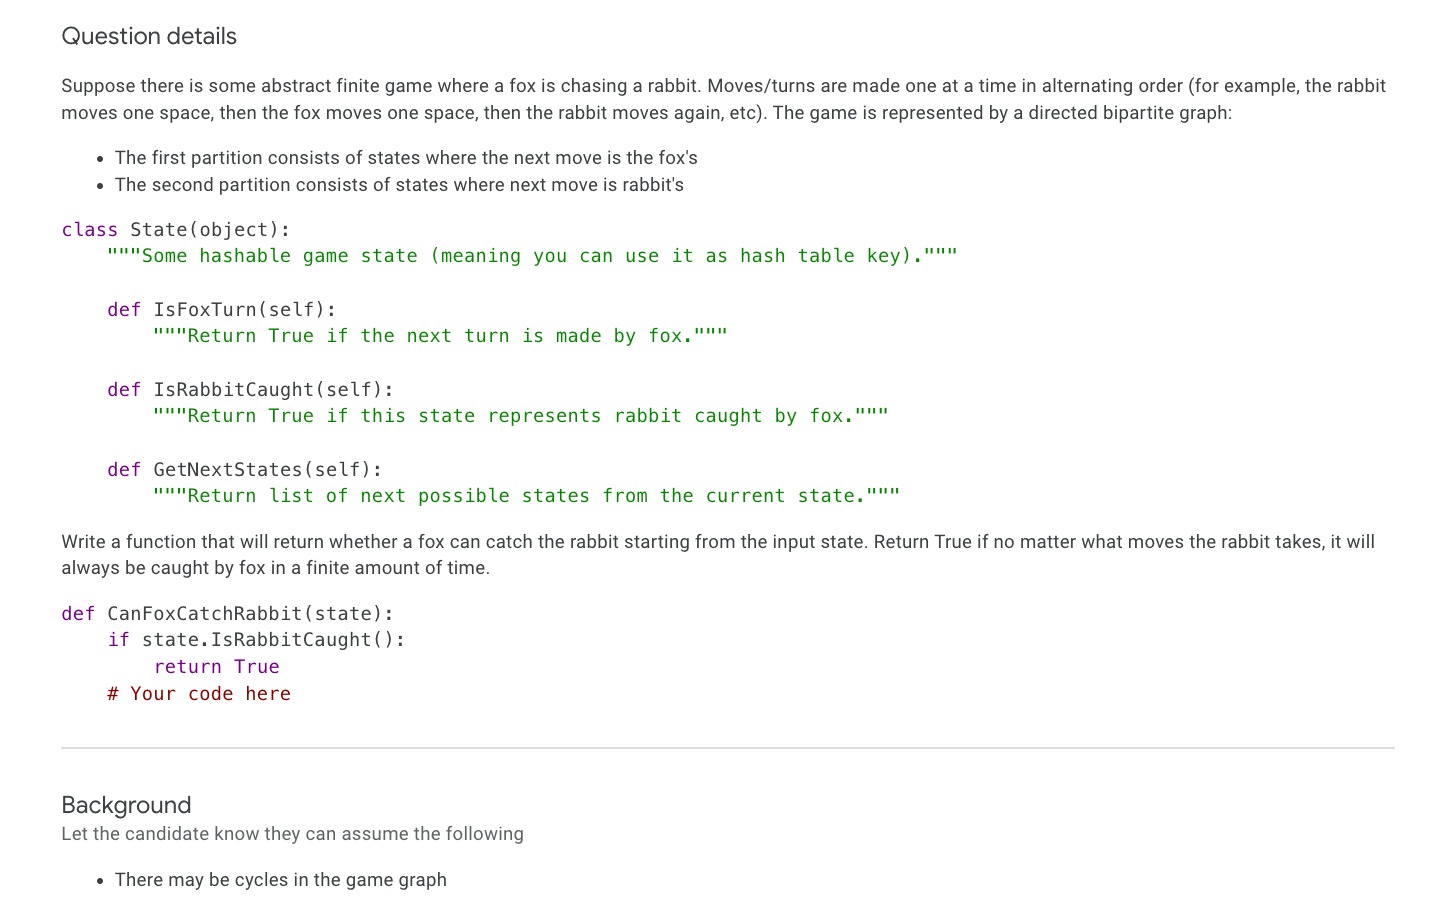 Question details
Suppose there is some abstract finite game where a fox is chasing a rabbit. Moves/turns are made one at a time in alternating order (for example, the rabbit
moves one space, then the fox moves one space, then the rabbit moves again, etc). The game is represented by a directed bipartite graph:
• The first partition consists of states where the next move is the fox's
• The second partition consists of states where next move is rabbit's
class State(object):
    """Some hashable game state (meaning you can use it as hash table key)."""
    def IsFoxTurn(self):
        """Return True if the next turn is made by fox."""
    def IsRabbitCaught(self):
        """Return True if this state represents rabbit caught by fox."""
    def GetNextStates(self):
        """Return list of next possible states from the current state."""
Write a function that will return whether a fox can catch the rabbit starting from the input state. Return True if no matter what moves the rabbit takes, it will
always be caught by fox in a finite amount of time.
def CanFoxCatchRabbit(state):
    if state.IsRabbitCaught():
        return True
    # Your code here
Background
Let the candidate know they can assume the following
• There may be cycles in the game graph